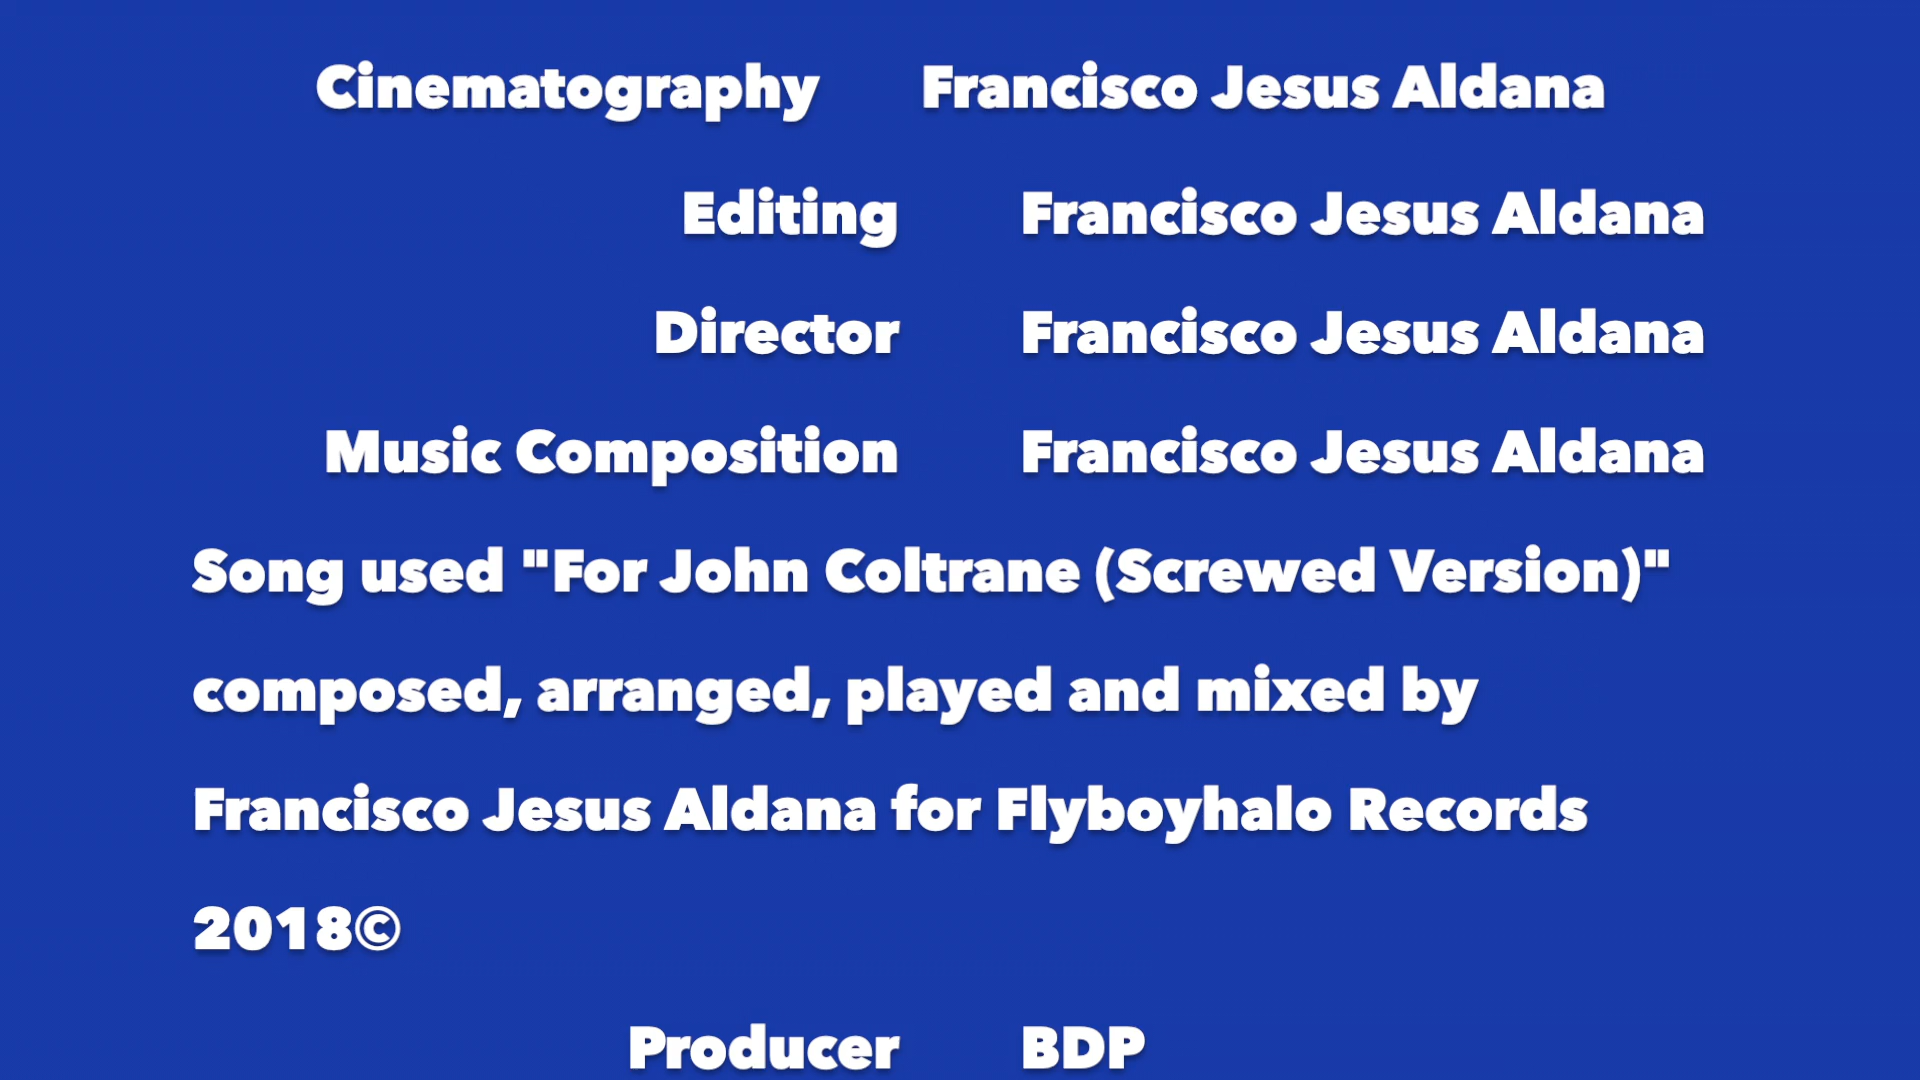 Cinematography Francisco Jesus Aldana
Editing Francisco Jesus Aldana
Director Francisco Jesus Aldana
Music Composition Francisco Jesus Aldana
Song used "For John Coltrane (Screwed Version)"
composed, arranged, played and mixed by
Francisco Jesus Aldana for Flyboyhalo Records
2018©
Producer BDP